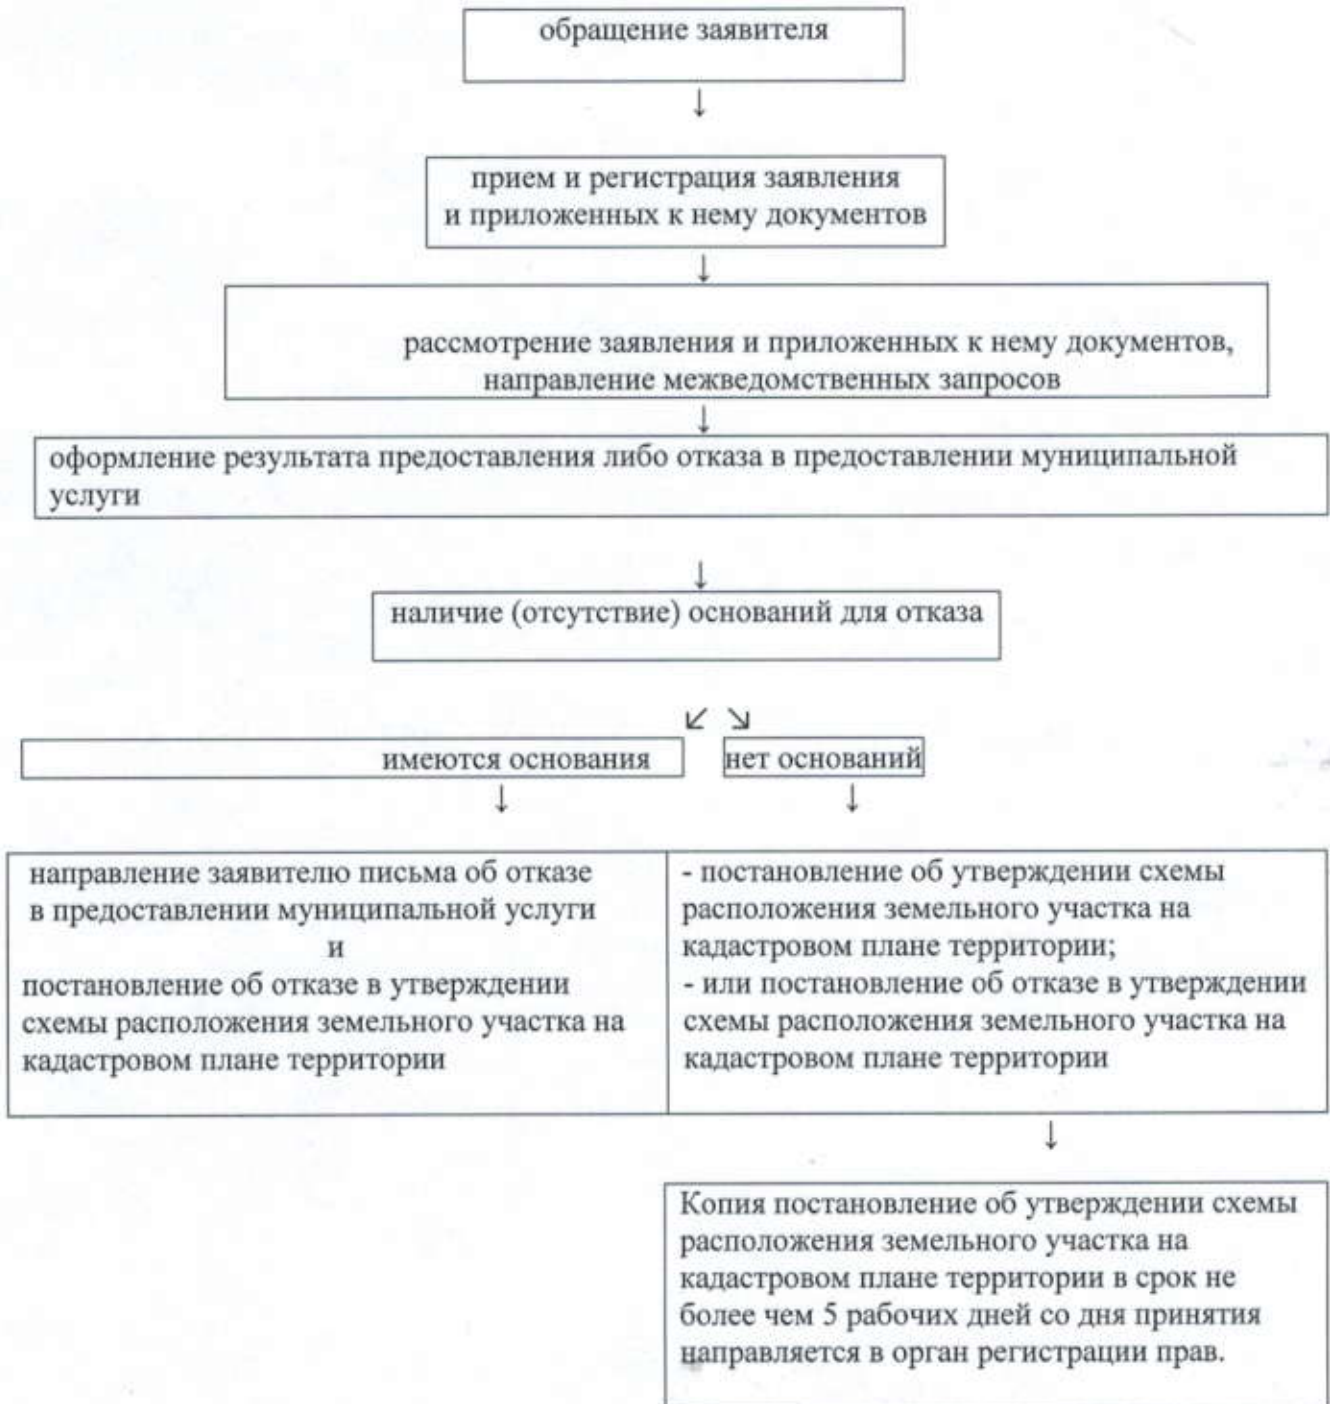 обращение заявителя
↓
прием и регистрация заявления
и приложенных к нему документов
↓
рассмотрение заявления и приложенных к нему документов,
направление межведомственных запросов
↓
оформление результата предоставления либо отказа в предоставлении муниципальной
услуги
↓
наличие (отсутствие) оснований для отказа
↙ ↘
имеются основания
нет оснований
↓ ↓
направление заявителю письма об отказе
в предоставлении муниципальной услуги
и
постановление об отказе в утверждении
схемы расположения земельного участка на
кадастровом плане территории
- постановление об утверждении схемы
расположения земельного участка на
кадастровом плане территории;
- или постановление об отказе в утверждении
схемы расположения земельного участка на
кадастровом плане территории
↓
Копия постановление об утверждении схемы
расположения земельного участка на
кадастровом плане территории в срок не
более чем 5 рабочих дней со дня принятия
направляется в орган регистрации прав.